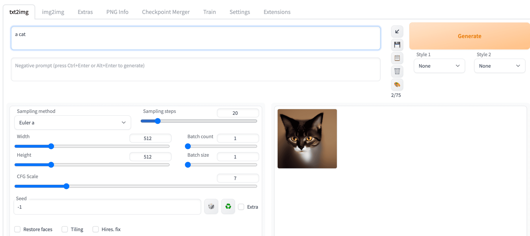 txt2img img2img Extras PNG Info Checkpoint Merger Train Settings Extensions
a cat
Generate
Negative prompt (press Ctrl+Enter or Alt+Enter to generate)
Style 1 Style 2
None None
2/75
Sampling method Sampling steps 20
Euler a
Width 512 Batch count 1
Height 512 Batch size 1
CFG Scale 7
Seed
-1 Extra
Restore faces Tiling Hires, fix